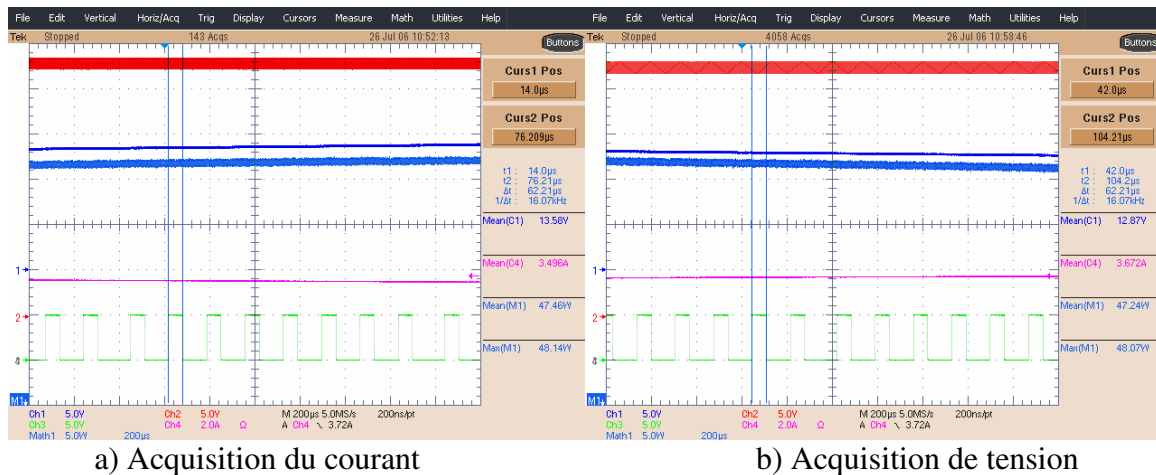 File Edit Vertical Horiz/Acq Trig Display Cursors Measure Math Utilities Help
Tek Stopped 143 Acqs 26 Jul 06 10:52:13
Buttons
Curs1 Pos
14.0µs
Curs2 Pos
76.209µs
t1 : 14.0µs
t2 : 76.21µs
Δt : 62.21µs
1/Δt : 16.07kHz
Mean(C1) 13.58V
Mean(C4) 3.496A
Mean(M1) 47.46W
Max(M1) 48.14W
1
2
4
M1
Ch1 5.0V Ch2 5.0V M 200µs 5.0MS/s 200ns/pt
Ch3 5.0V Ch4 2.0A Ω A Ch4 \ 3.72A
Math1 5.0W 200µs
a) Acquisition du courant
File Edit Vertical Horiz/Acq Trig Display Cursors Measure Math Utilities Help
Tek Stopped 4058 Acqs 26 Jul 06 10:58:46
Buttons
Curs1 Pos
42.0µs
Curs2 Pos
104.21µs
t1 : 42.0µs
t2 : 104.2µs
Δt : 62.21µs
1/Δt : 16.07kHz
Mean(C1) 12.87V
Mean(C4) 3.672A
Mean(M1) 47.24W
Max(M1) 48.07W
1
2
4
M1
Ch1 5.0V Ch2 5.0V M 200µs 5.0MS/s 200ns/pt
Ch3 5.0V Ch4 2.0A Ω A Ch4 \ 3.72A
Math1 5.0W 200µs
b) Acquisition de tension